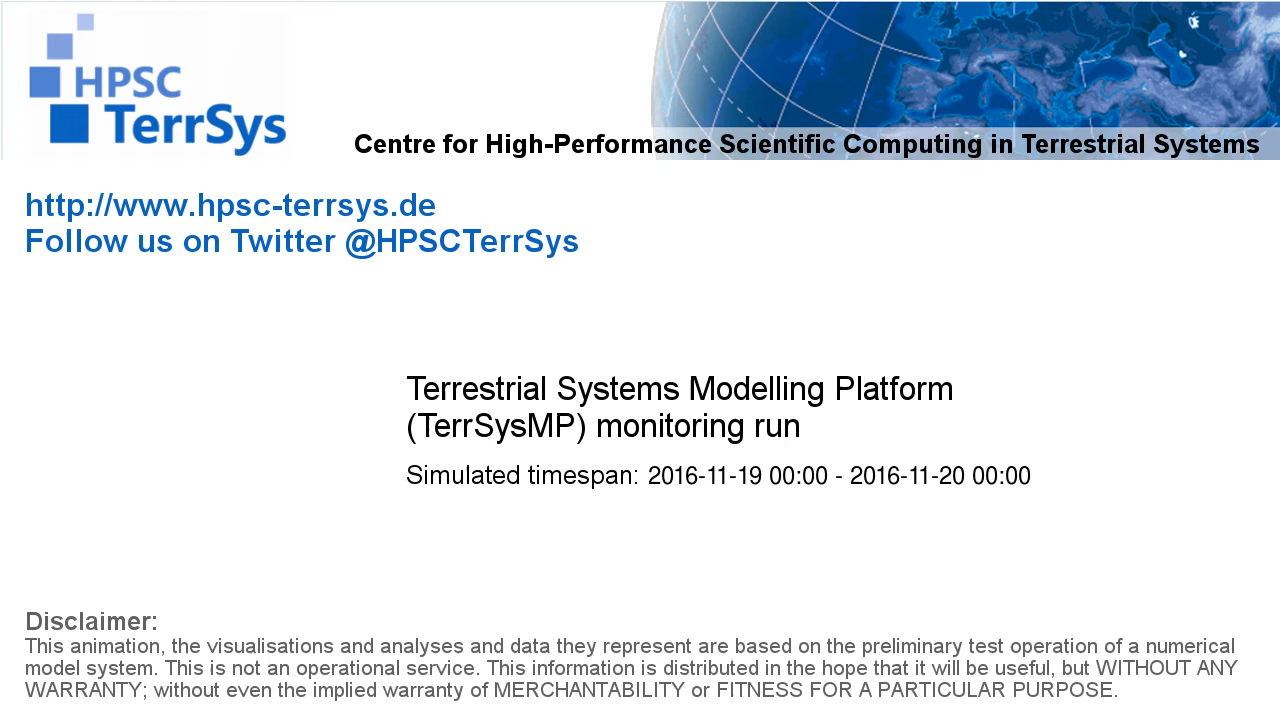 HPSC
TerrSys
Centre for High-Performance Scientific Computing in Terrestrial Systems
http://www.hpsc-terrsys.de
Follow us on Twitter @HPSCTerrSys
Terrestrial Systems Modelling Platform
(TerrSysMP) monitoring run
Simulated timespan: 2016-11-19 00:00 - 2016-11-20 00:00
Disclaimer:
This animation, the visualisations and analyses and data they represent are based on the preliminary test operation of a numerical
model system. This is not an operational service. This information is distributed in the hope that it will be useful, but WITHOUT ANY
WARRANTY; without even the implied warranty of MERCHANTABILITY or FITNESS FOR A PARTICULAR PURPOSE.